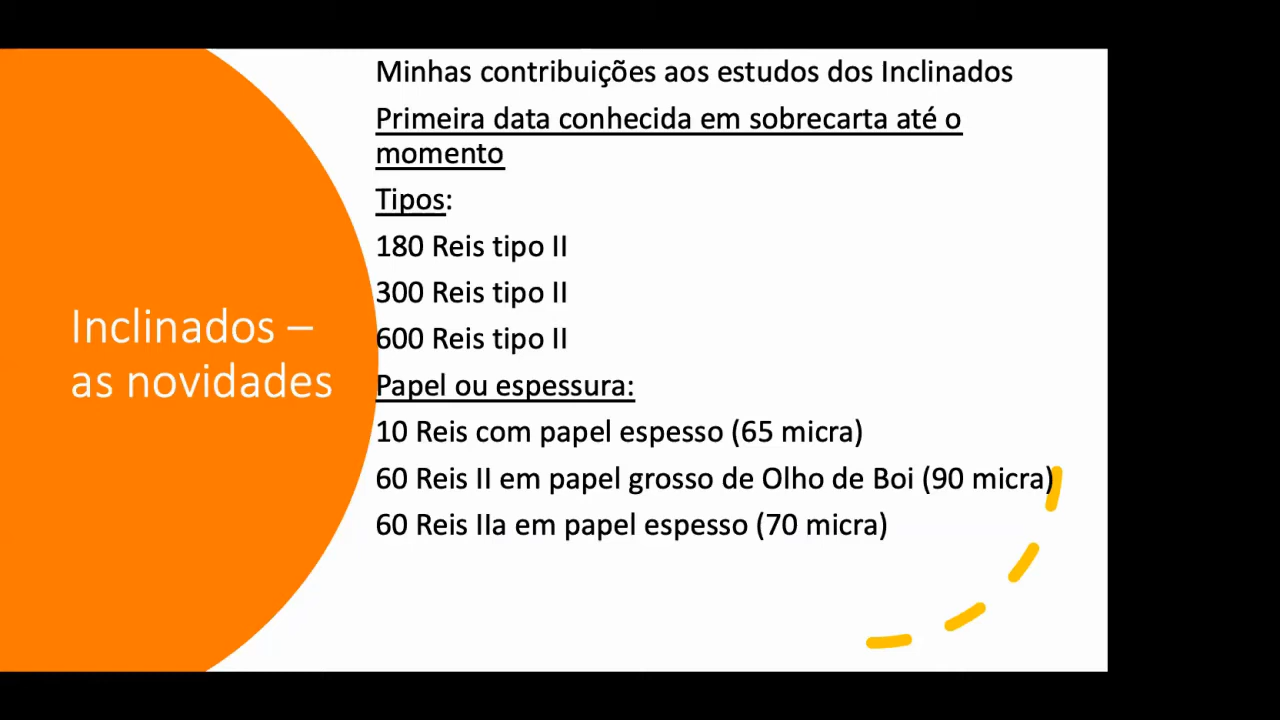 Inclinados –
as novidades
Minhas contribuições aos estudos dos Inclinados
Primeira data conhecida em sobrecarta até o
momento
Tipos:
180 Reis tipo II
300 Reis tipo II
600 Reis tipo II
Papel ou espessura:
10 Reis com papel espesso (65 micra)
60 Reis II em papel grosso de Olho de Boi (90 micra)
60 Reis IIa em papel espesso (70 micra)